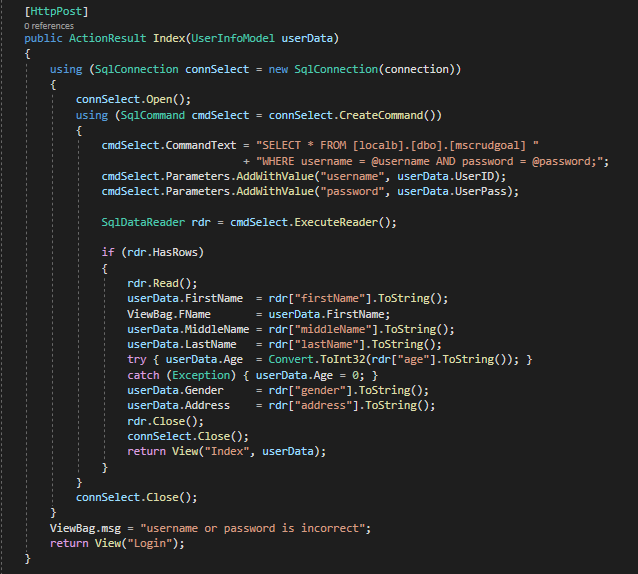 [HttpPost]
0 references
public ActionResult Index(UserInfoModel userData)
{
    using (SqlConnection connSelect = new SqlConnection(connection))
    {
        connSelect.Open();
        using (SqlCommand cmdSelect = connSelect.CreateCommand())
        {
            cmdSelect.CommandText = "SELECT * FROM [localb].[dbo].[mscrudgoal] "
                                  + "WHERE username = @username AND password = @password;";
            cmdSelect.Parameters.AddWithValue("username", userData.UserID);
            cmdSelect.Parameters.AddWithValue("password", userData.UserPass);

            SqlDataReader rdr = cmdSelect.ExecuteReader();

            if (rdr.HasRows)
            {
                rdr.Read();
                userData.FirstName  = rdr["firstName"].ToString();
                ViewBag.FName       = userData.FirstName;
                userData.MiddleName = rdr["middleName"].ToString();
                userData.LastName   = rdr["lastName"].ToString();
                try { userData.Age  = Convert.ToInt32(rdr["age"].ToString()); }
                catch (Exception) { userData.Age = 0; }
                userData.Gender     = rdr["gender"].ToString();
                userData.Address    = rdr["address"].ToString();
                rdr.Close();
                connSelect.Close();
                return View("Index", userData);
            }
        }
        connSelect.Close();
    }
    ViewBag.msg = "username or password is incorrect";
    return View("Login");
}